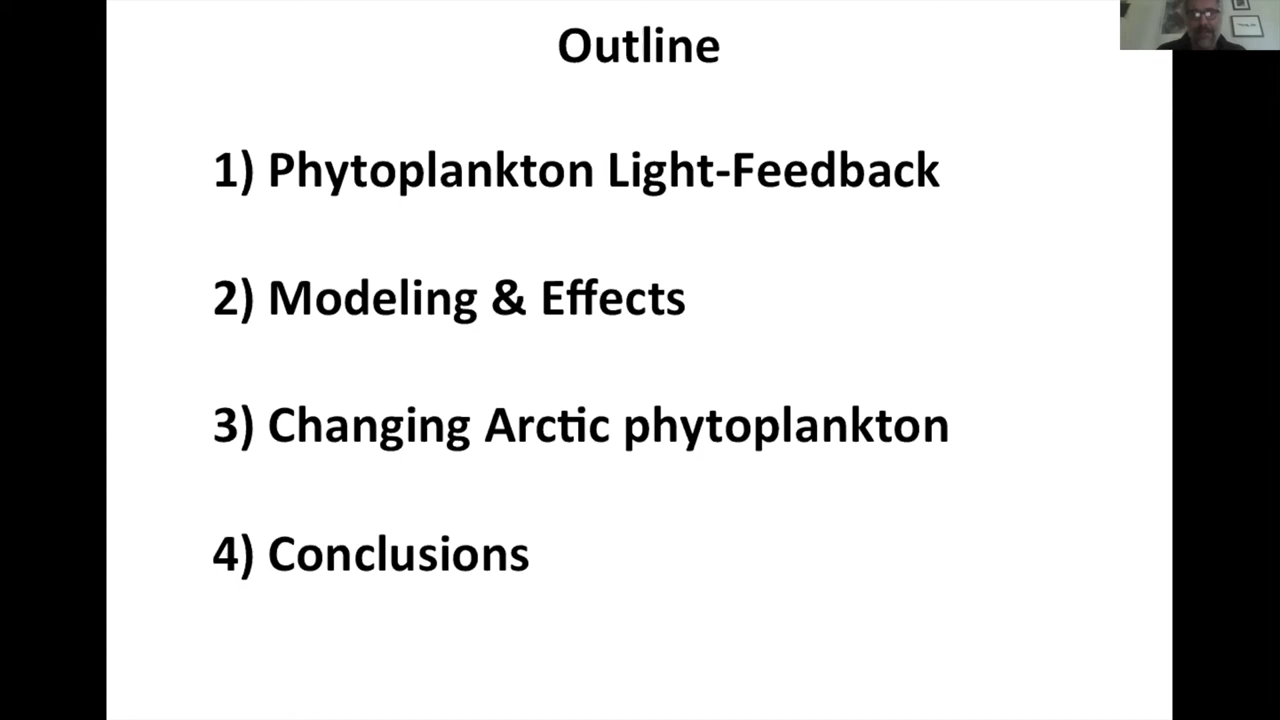 Outline
1) Phytoplankton Light-Feedback
2) Modeling & Effects
3) Changing Arctic phytoplankton
4) Conclusions